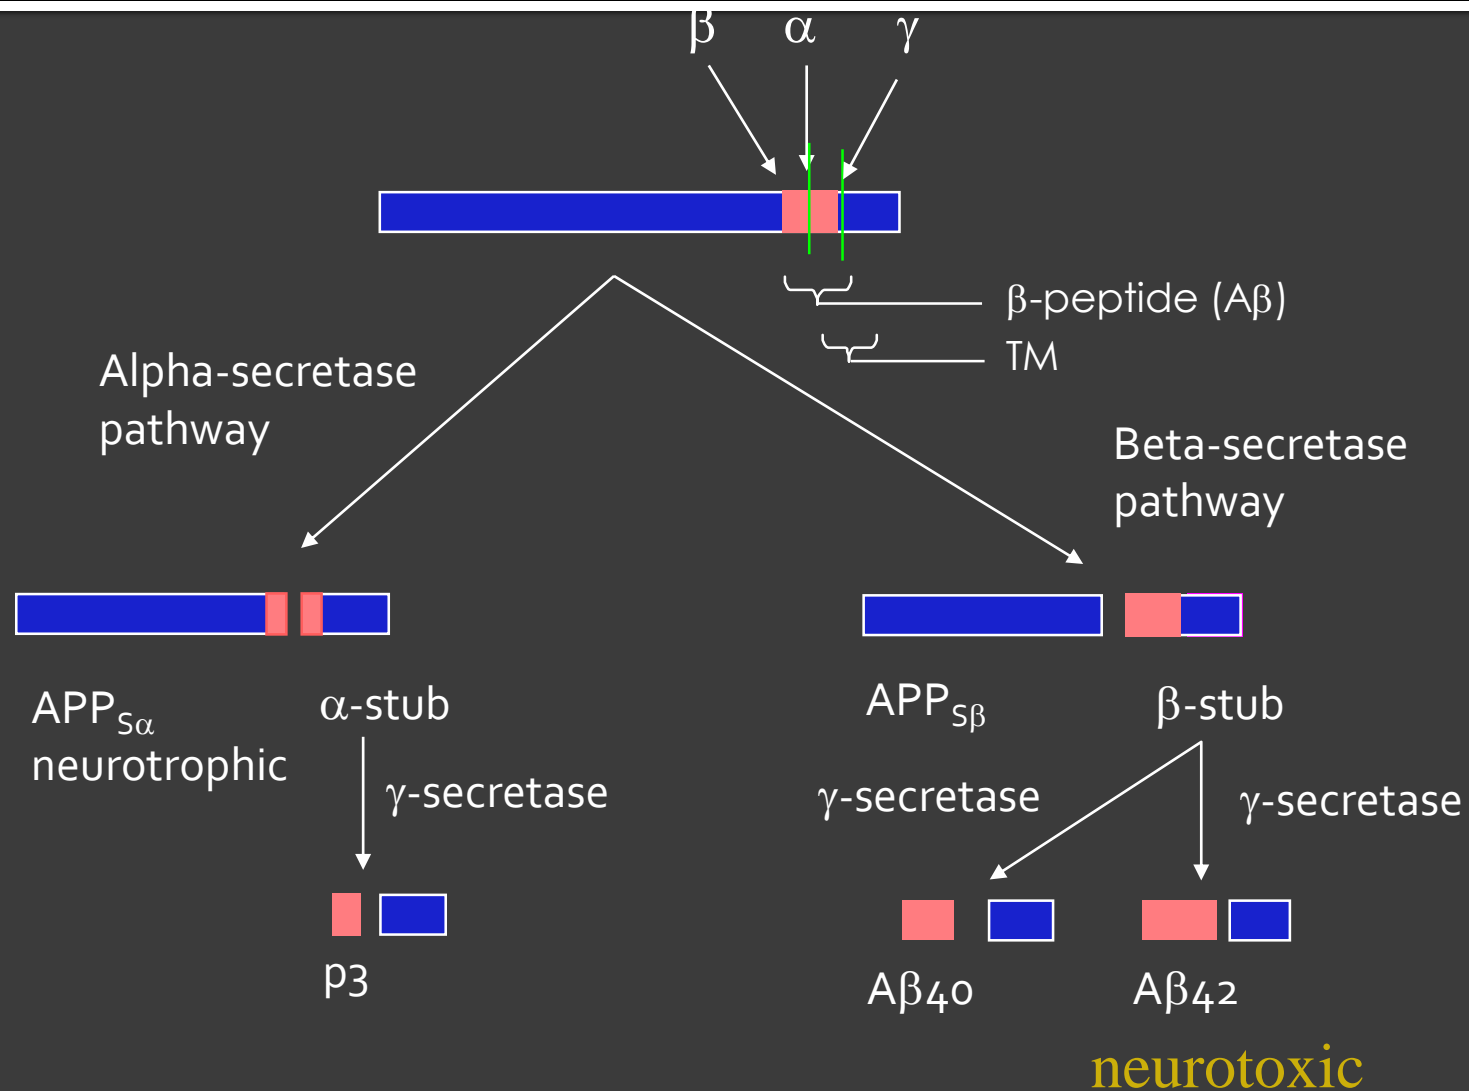 β α γ
β-peptide (Aβ)
TM
Alpha-secretase
pathway
Beta-secretase
pathway
APPSα
neurotrophic
α-stub
γ-secretase
p3
APPSβ
β-stub
γ-secretase
γ-secretase
Aβ40
Aβ42
neurotoxic